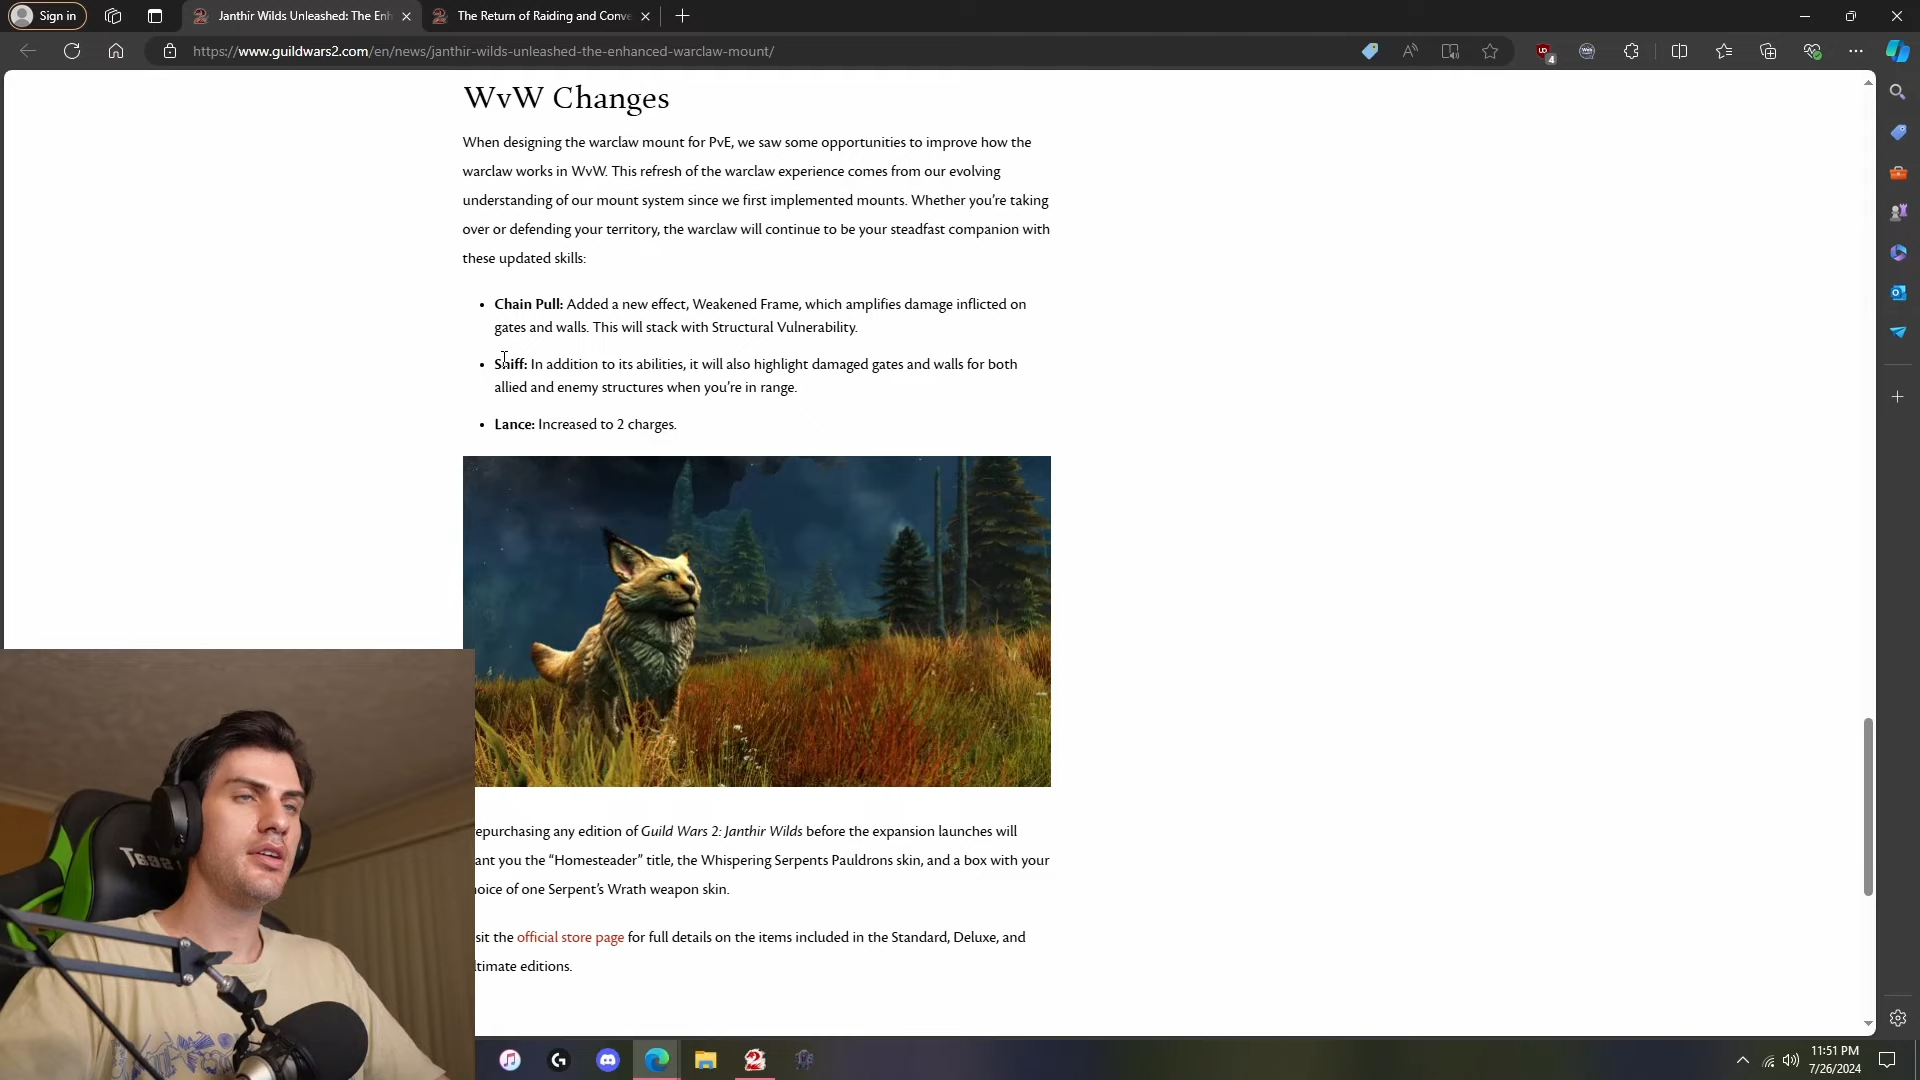 Sign in
Janthir Wilds Unleashed: The Enh
The Return of Raiding and Conve
https://www.guildwars2.com/en/news/janthir-wilds-unleashed-the-enhanced-warclaw-mount/
4
WvW Changes
When designing the warclaw mount for PvE, we saw some opportunities to improve how the
warclaw works in WvW. This refresh of the warclaw experience comes from our evolving
understanding of our mount system since we first implemented mounts. Whether you’re taking
over or defending your territory, the warclaw will continue to be your steadfast companion with
these updated skills:
• Chain Pull: Added a new effect, Weakened Frame, which amplifies damage inflicted on
gates and walls. This will stack with Structural Vulnerability.
• Sniff: In addition to its abilities, it will also highlight damaged gates and walls for both
allied and enemy structures when you’re in range.
• Lance: Increased to 2 charges.
epurchasing any edition of Guild Wars 2: Janthir Wilds before the expansion launches will
ant you the “Homesteader” title, the Whispering Serpents Pauldrons skin, and a box with your
oice of one Serpent’s Wrath weapon skin.
sit the official store page for full details on the items included in the Standard, Deluxe, and
ltimate editions.
11:51 PM
7/26/2024